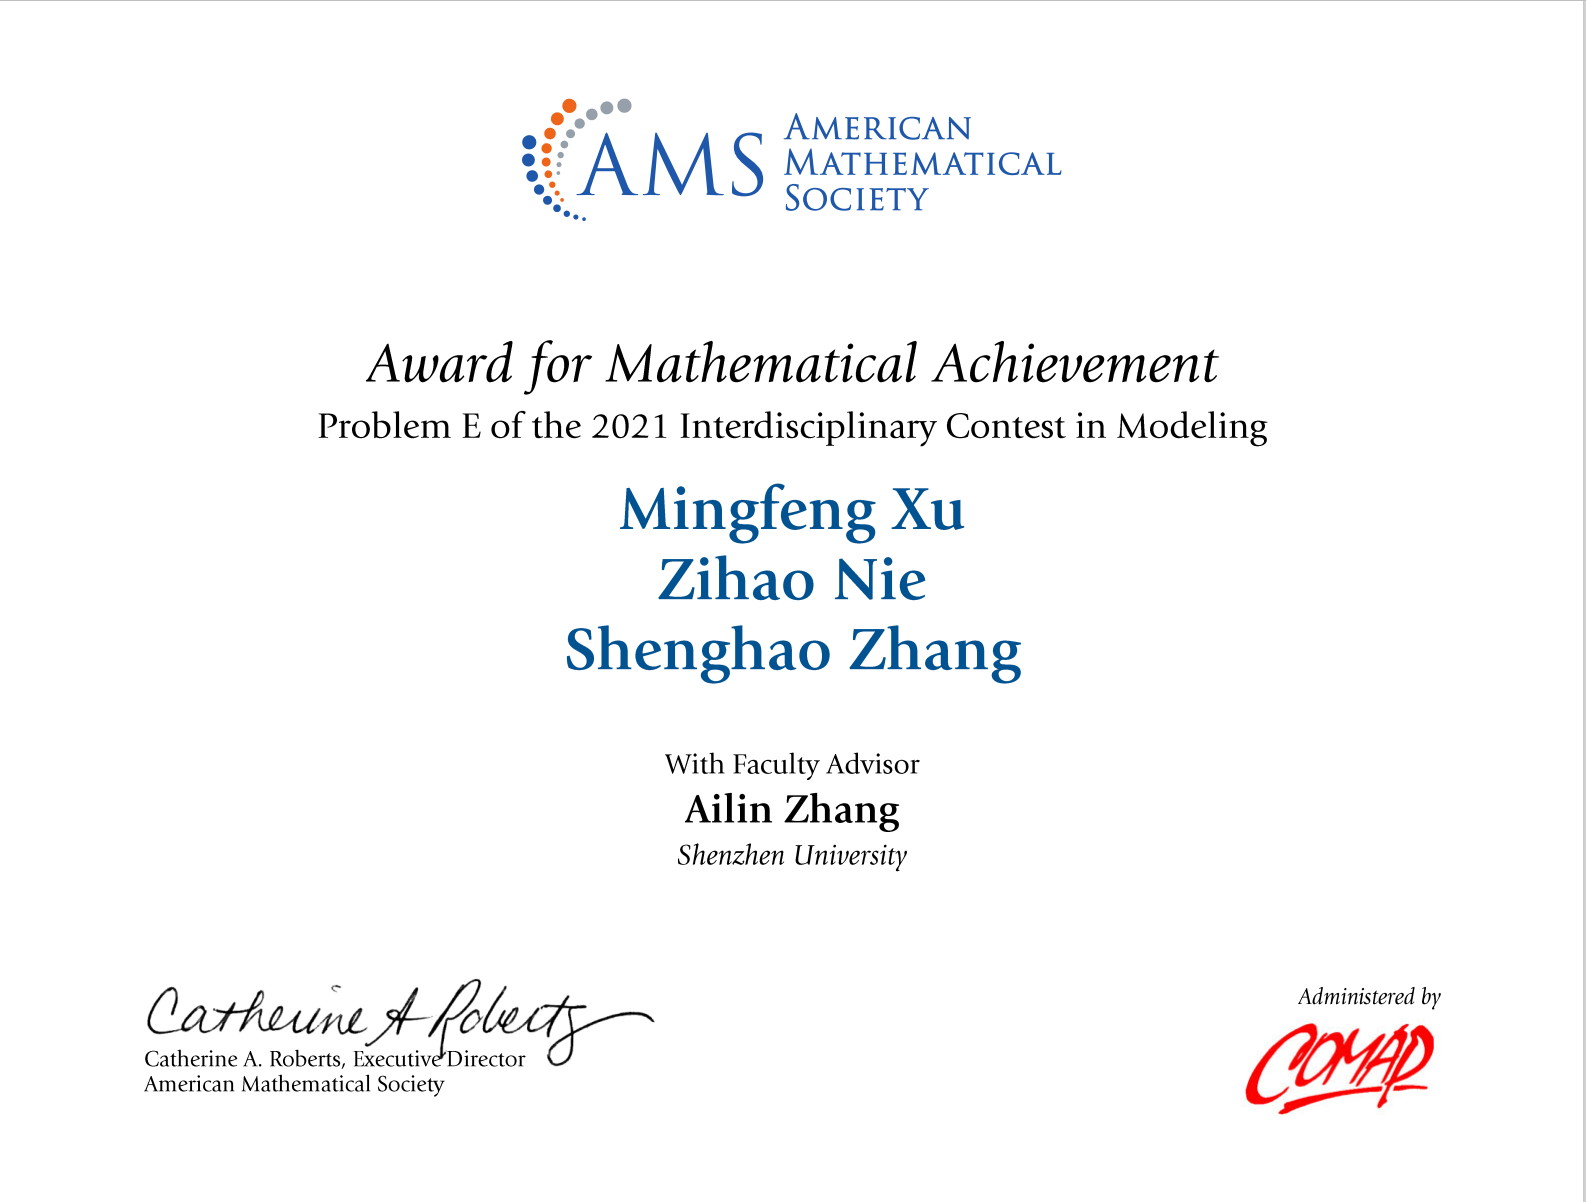 AMS
AMERICAN
MATHEMATICAL
SOCIETY
Award for Mathematical Achievement
Problem E of the 2021 Interdisciplinary Contest in Modeling
Mingfeng Xu
Zihao Nie
Shenghao Zhang
With Faculty Advisor
Ailin Zhang
Shenzhen University
Catherine A Roberts
Catherine A. Roberts, Executive Director
American Mathematical Society
Administered by
COMAP